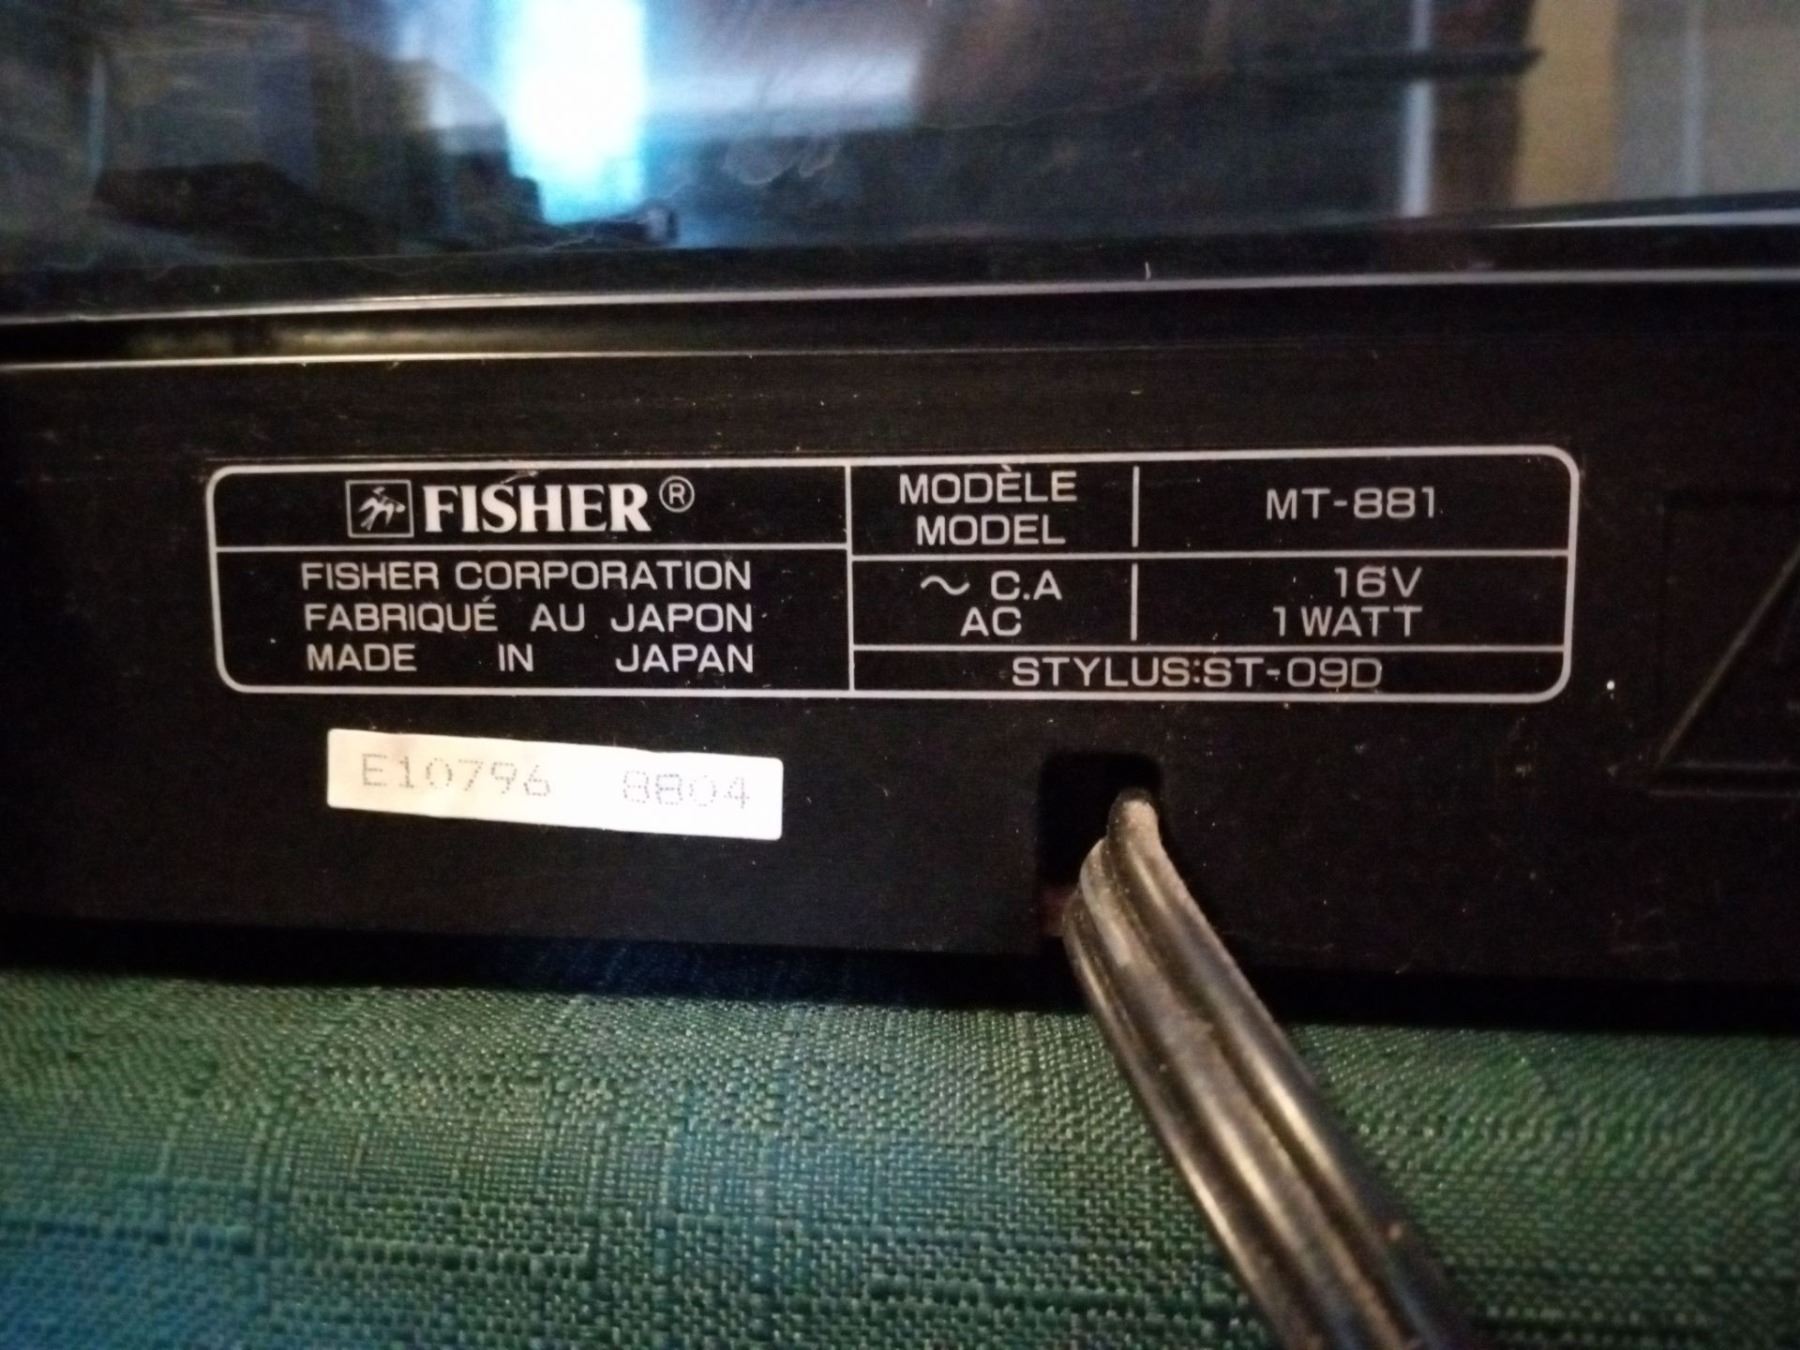 FISHER®
FISHER CORPORATION
FABRIQUÉ AU JAPON
MADE IN JAPAN
MODÈLE
MODEL
MT-881
~ C.A
AC
16V
1 WATT
STYLUS:ST-09D
E10796 8804